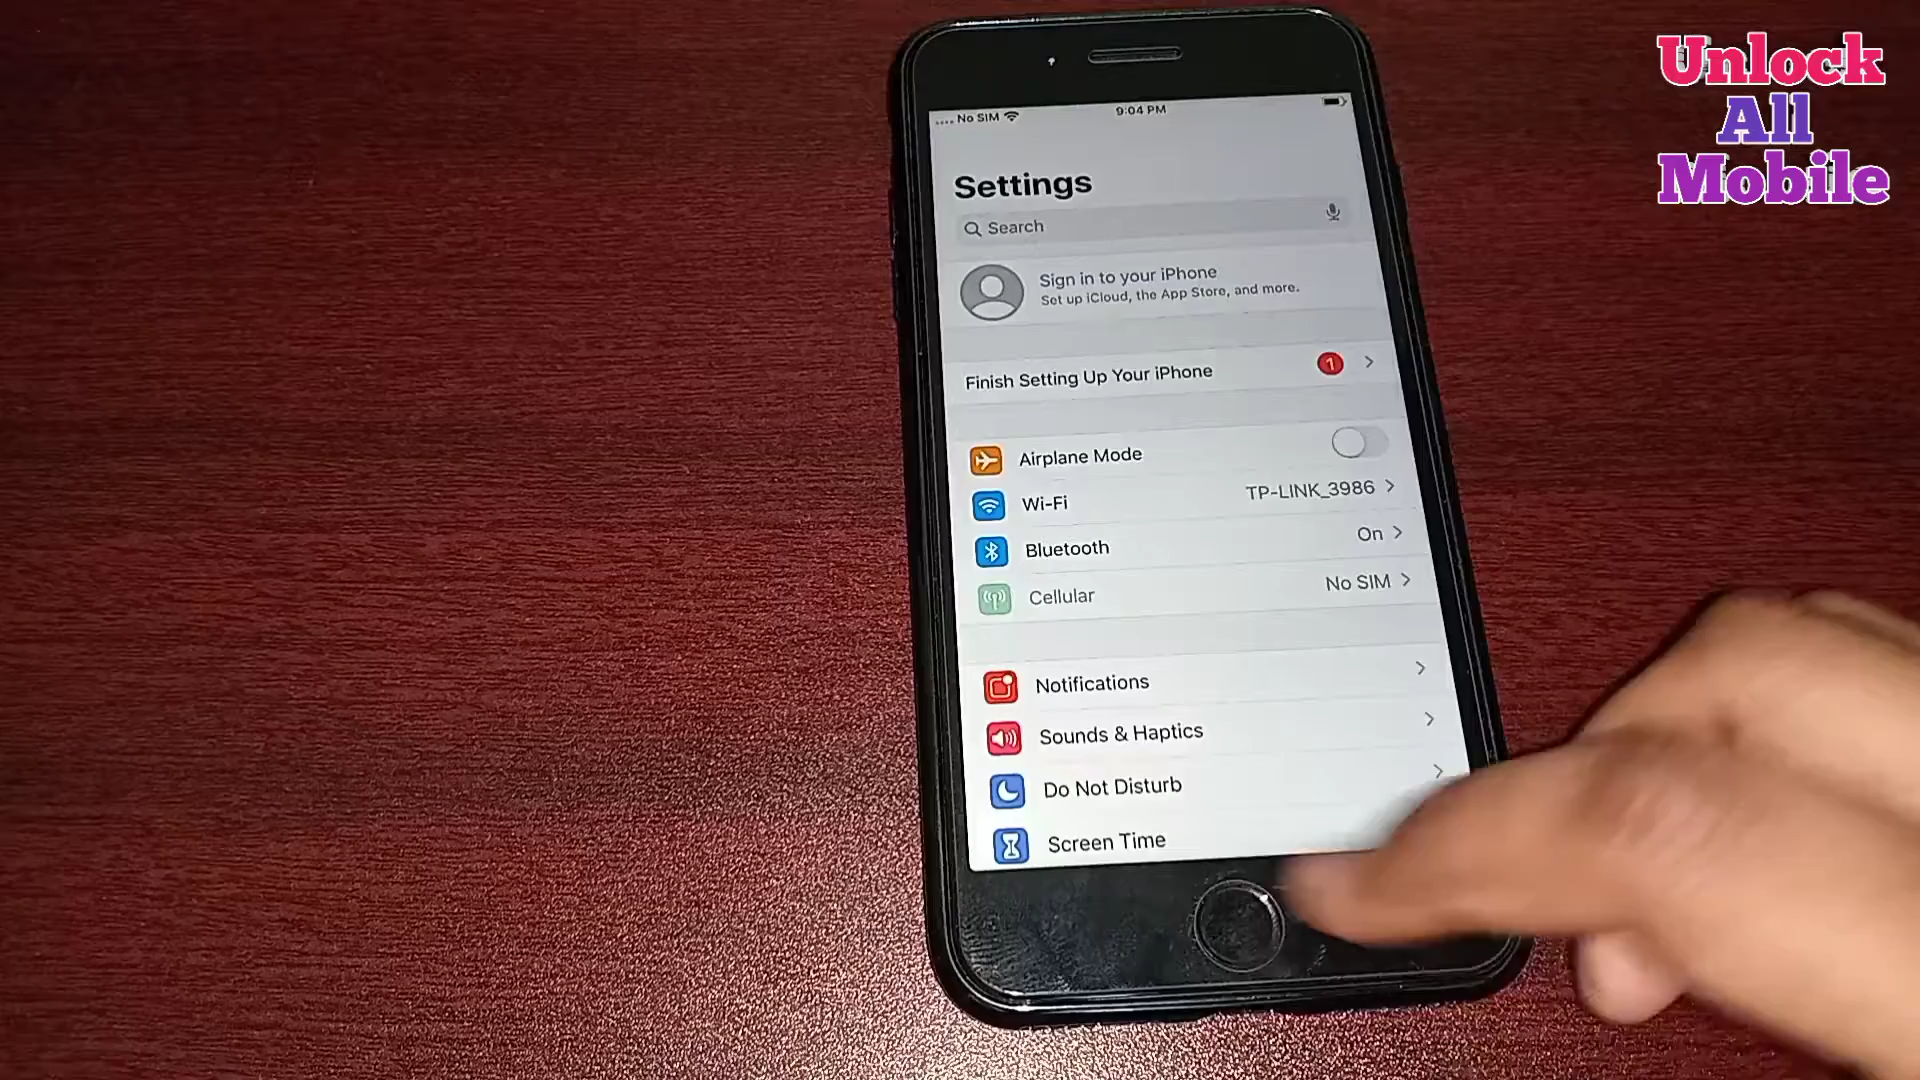 Unlock
All
Mobile
No SIM
9:04 PM
Settings
Search
Sign in to your iPhone
Set up iCloud, the App Store, and more.
Finish Setting Up Your iPhone 1
Airplane Mode
Wi-Fi TP-LINK_3986
Bluetooth On
Cellular No SIM
Notifications
Sounds & Haptics
Do Not Disturb
Screen Time